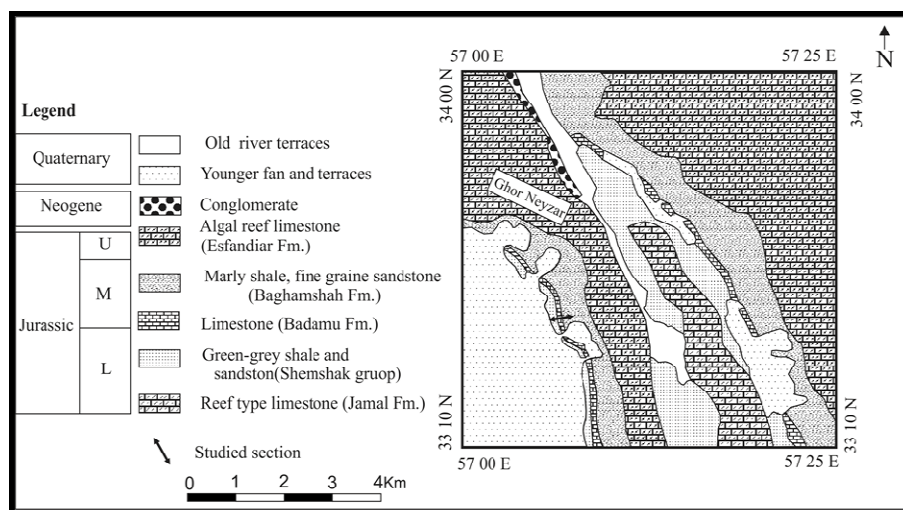 N
57 00 E
57 25 E
34 00 N
34 00 N
Legend
Quaternary
Old river terraces
Younger fan and terraces
Neogene
Conglomerate
Jurassic
U
Algal reef limestone
(Esfandiar Fm.)
M
Marly shale, fine graine sandstone
(Baghamshah Fm.)
Limestone (Badamu Fm.)
L
Green-grey shale and
sandston(Shemshak gruop)
Reef type limestone (Jamal Fm.)
Studied section
0 1 2 3 4Km
Ghor Neyzar
33 10 N
33 10 N
57 00 E
57 25 E